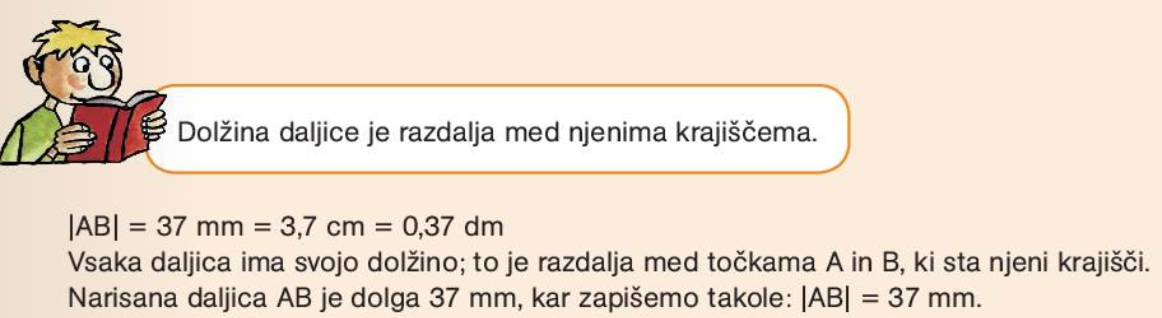 Dolžina daljice je razdalja med njenima krajiščema.
|AB| = 37 mm = 3,7 cm = 0,37 dm
Vsaka daljica ima svojo dolžino; to je razdalja med točkama A in B, ki sta njeni krajišči.
Narisana daljica AB je dolga 37 mm, kar zapišemo takole: |AB| = 37 mm.